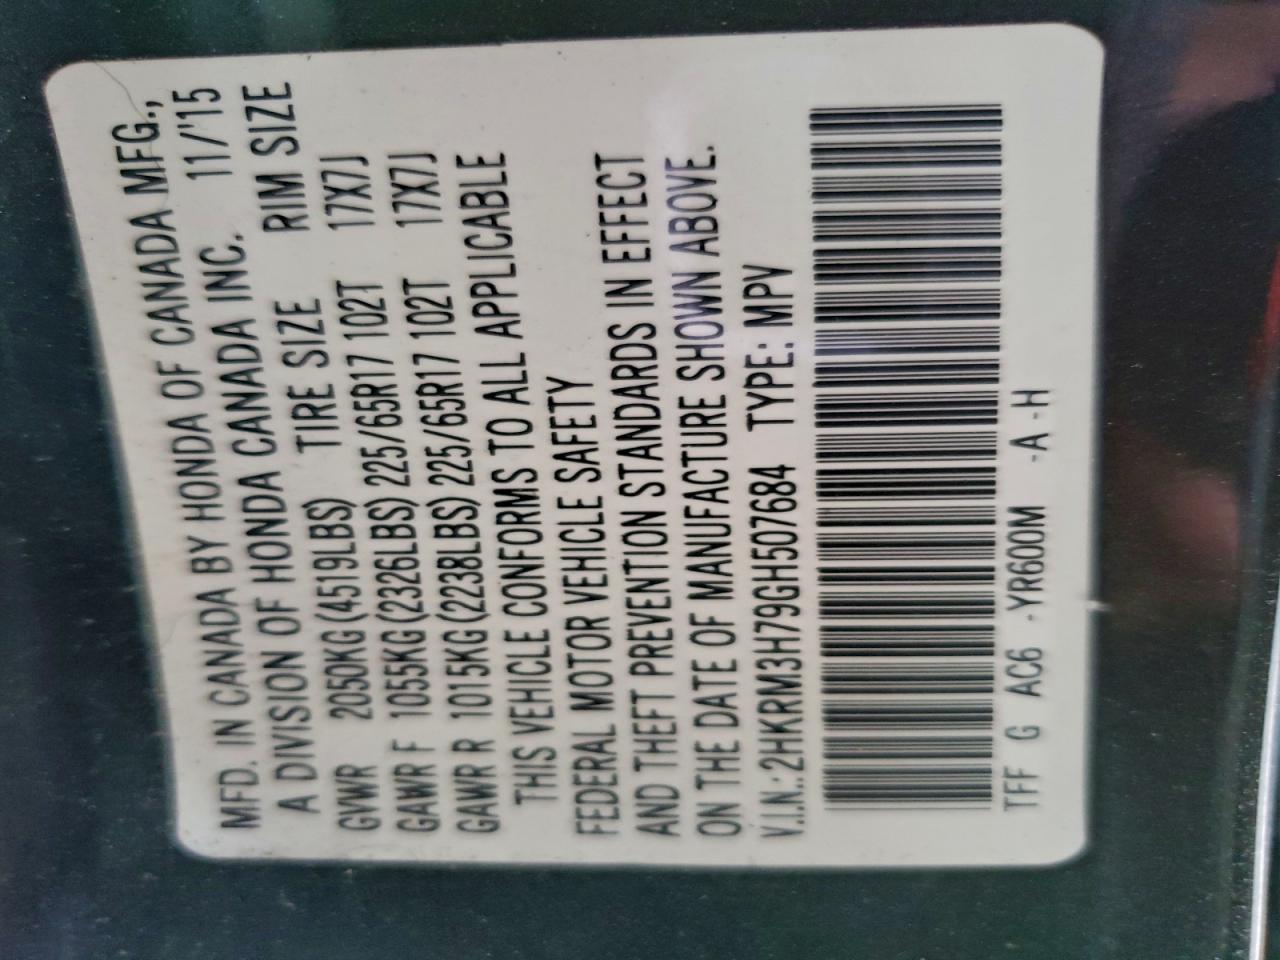 MFD. IN CANADA BY HONDA OF CANADA MFG.,
A DIVISION OF HONDA CANADA INC. 11/'15
GVWR 2050KG(4519LBS) TIRE SIZE RIM SIZE
GAWR F 1055KG(2326LBS) 225/65R17 102T 17X7J
GAWR R 1015KG(2238LBS) 225/65R17 102T 17X7J
THIS VEHICLE CONFORMS TO ALL APPLICABLE
FEDERAL MOTOR VEHICLE SAFETY
AND THEFT PREVENTION STANDARDS IN EFFECT
ON THE DATE OF MANUFACTURE SHOWN ABOVE.
V.I.N.:2HKRM3H79GH507684 TYPE: MPV
TFF G AC6 -YR600M -A -H